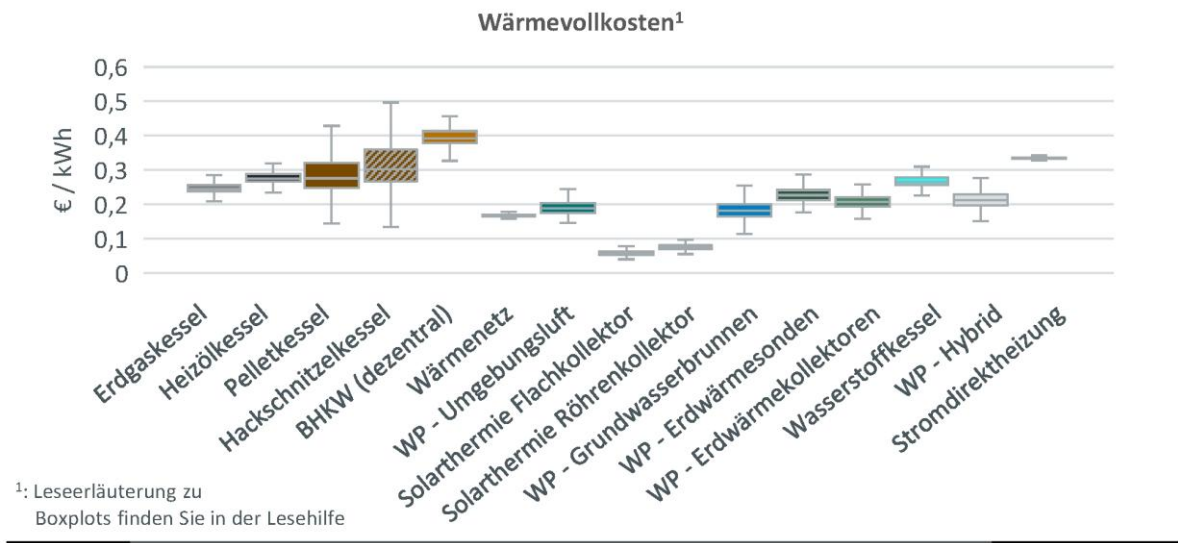 Wärmevollkosten¹
0,6
0,5
0,4
0,3
0,2
0,1
0
€ / kWh
Erdgaskessel
Heizölkessel
Pelletkessel
Hackschnitzelkessel
BHKW (dezentral)
Wärmenetz
WP - Umgebungsluft
Solarthermie Flachkollektor
Solarthermie Röhrenkollektor
WP - Grundwasserbrunnen
WP - Erdwärmesonden
WP - Erdwärmekollektoren
Wasserstoffkessel
WP - Hybrid
Stromdirektheizung
¹: Leseerläuterung zu
Boxplots finden Sie in der Lesehilfe